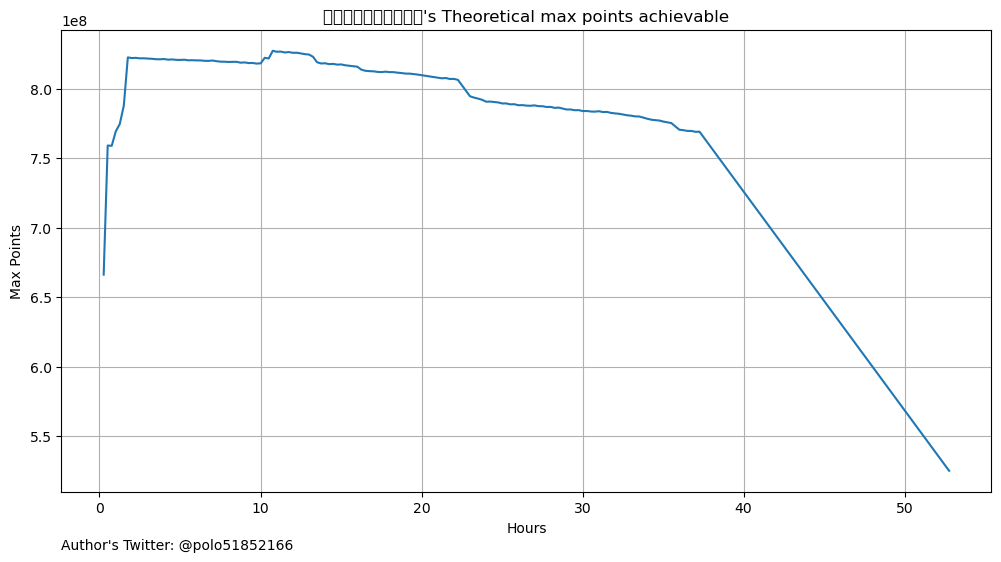 's Theoretical max points achievable
1e8
8.0
7.5
7.0
6.5
6.0
5.5
Max Points
0 10 20 30 40 50
Hours
Author's Twitter: @polo51852166